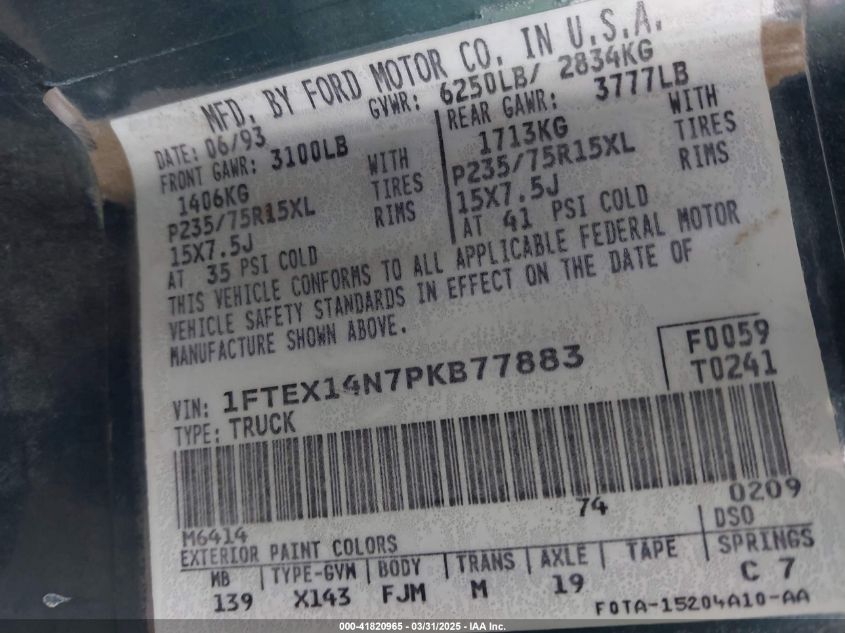 MFD. BY FORD MOTOR CO. IN U.S.A.
DATE: 06/93 GVWR: 6250LB/ 2834KG
FRONT GAWR: 3100LB REAR GAWR: 3777LB
1406KG WITH 1713KG WITH
P235/75R15XL TIRES P235/75R15XL TIRES
15X7.5J RIMS 15X7.5J RIMS
AT 35 PSI COLD AT 41 PSI COLD
THIS VEHICLE CONFORMS TO ALL APPLICABLE FEDERAL MOTOR
VEHICLE SAFETY STANDARDS IN EFFECT ON THE DATE OF
MANUFACTURE SHOWN ABOVE.
F0059
VIN: 1FTEX14N7PKB77883 T0241
TYPE: TRUCK
74 0209
M6414 DSO
EXTERIOR PAINT COLORS
WB TYPE-GVW BODY TRANS AXLE TAPE SPRINGS
139 X143 FJM M 19 C 7
FOTA-15204A10-AA
000-41820965 - 03/31/2025 - IAA Inc.